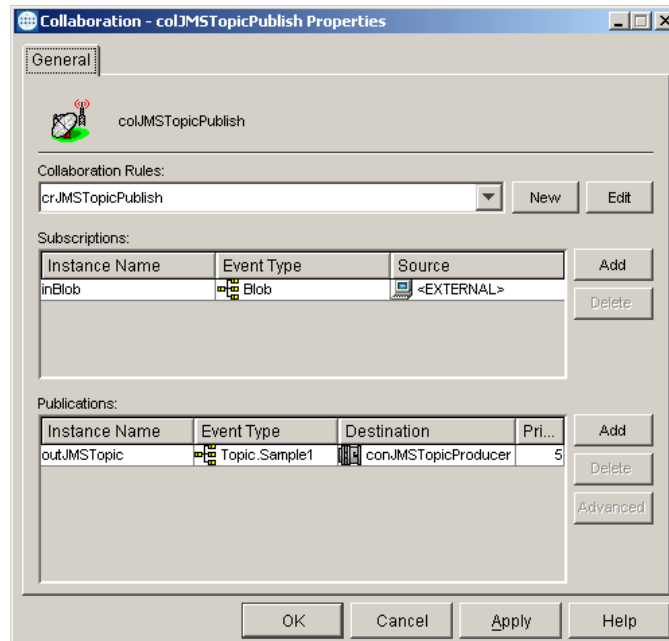 Collaboration - colJMSTopicPublish Properties
General
colJMSTopicPublish
Collaboration Rules:
crJMSTopicPublish New Edit
Subscriptions:
Instance Name Event Type Source Add
inBlob Blob <EXTERNAL>
Delete
Publications:
Instance Name Event Type Destination Pri... Add
outJMSTopic Topic.Sample1 conJMSTopicProducer 5
Delete
Advanced
OK Cancel Apply Help